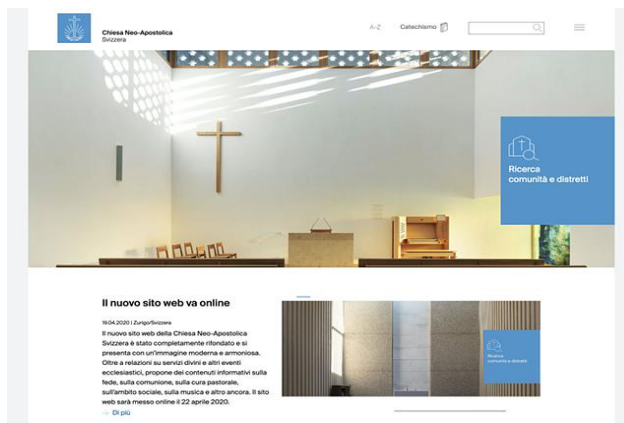 Chiesa Neo-Apostolica
Svizzera
A–Z
Catechismo
Ricerca
comunità e distretti
Il nuovo sito web va online
19.04.2020 | Zurigo/Svizzera
Il nuovo sito web della Chiesa Neo-Apostolica
Svizzera è stato completamente rifondato e si
presenta con un'immagine moderna e armoniosa.
Oltre a relazioni su servizi divini e altri eventi
ecclesiastici, propone dei contenuti informativi sulla
fede, sulla comunione, sulla cura pastorale,
sull'ambito sociale, sulla musica e altro ancora. Il sito
web sarà messo online il 22 aprile 2020.
→ Di più
Ricerca
comunità e distretti